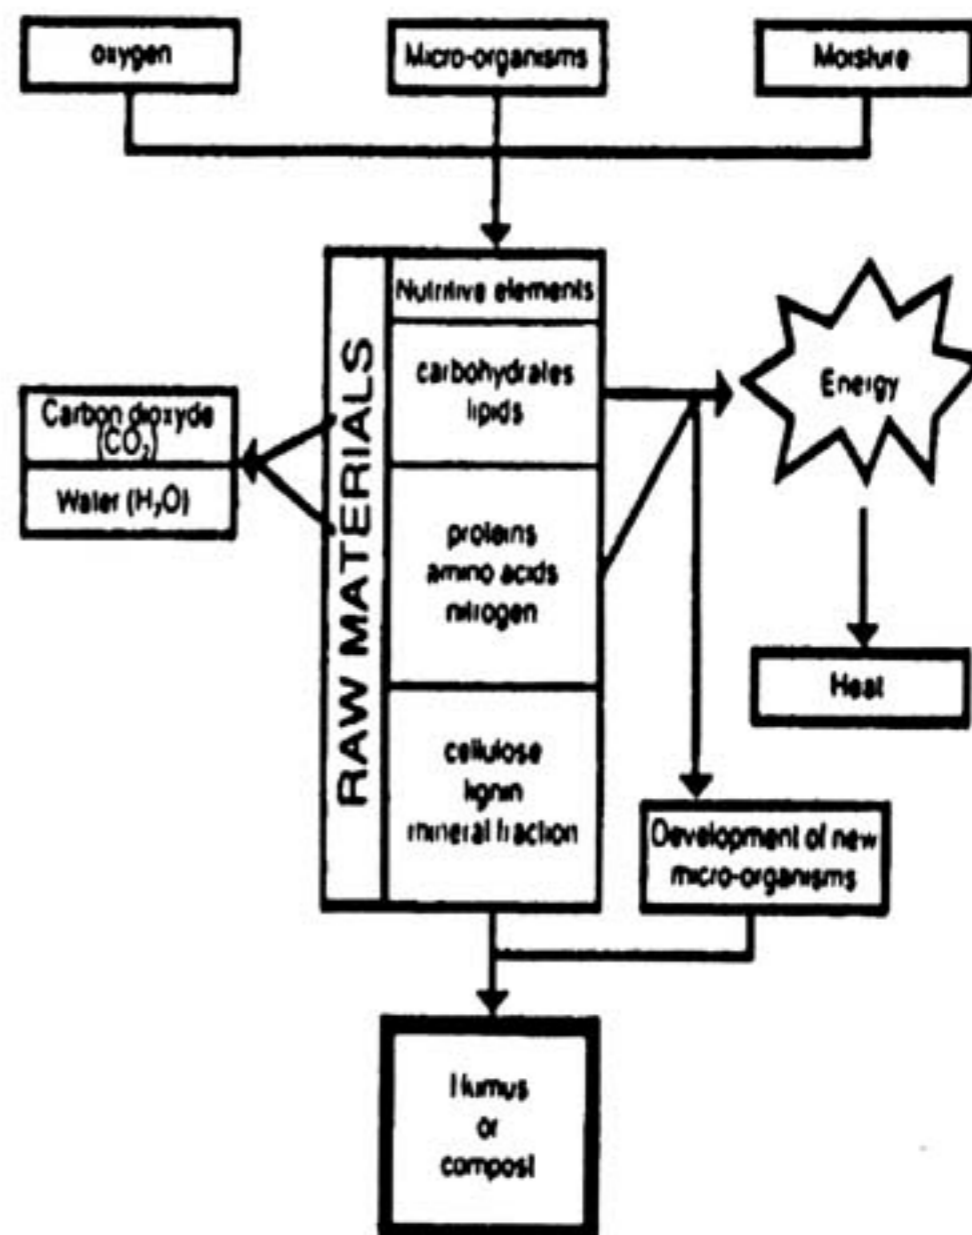 oxygen
Micro-organisms
Moisture
RAW MATERIALS
Nutritive elements
carbohydrates
lipids
Energy
Carbon dioxyde
(CO₂)
Water (H₂O)
proteins
amino acids
nitrogen
Heat
cellulose
lignin
mineral fraction
Development of new
micro-organisms
Humus
or
compost